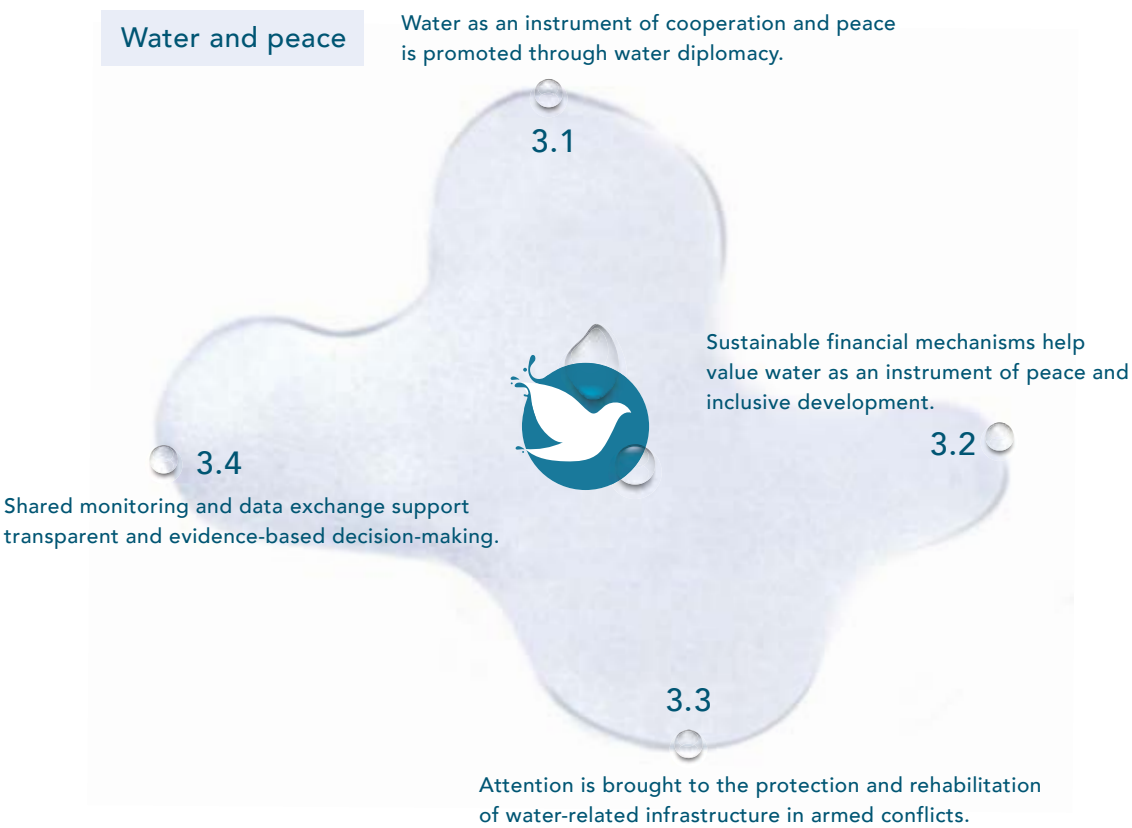 Water and peace
Water as an instrument of cooperation and peace
is promoted through water diplomacy.
3.1
Sustainable financial mechanisms help
value water as an instrument of peace and
inclusive development.
3.2
3.4
Shared monitoring and data exchange support
transparent and evidence-based decision-making.
3.3
Attention is brought to the protection and rehabilitation
of water-related infrastructure in armed conflicts.